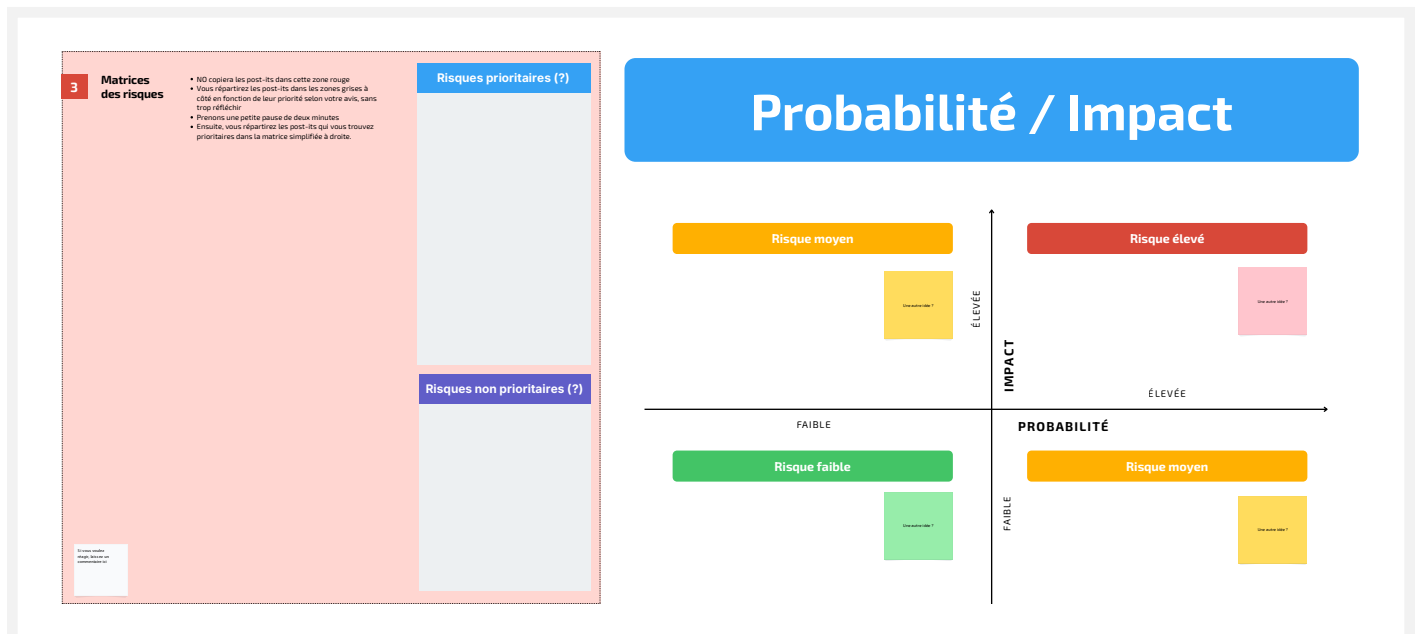 3
Matrices
des risques
• NO copiera les post-its dans cette zone rouge
• Vous répartirez les post-its dans les zones grises à
côté en fonction de leur priorité selon votre avis, sans
trop réfléchir
• Prenons une petite pause de deux minutes
• Ensuite, vous répartirez les post-its qui vous trouvez
prioritaires dans la matrice simplifiée à droite.
Risques prioritaires (?)
Risques non prioritaires (?)
Si vous voulez
réagir, laissez un
commentaire ici
Probabilité / Impact
Risque moyen
Une autre idée ?
ÉLEVÉE
IMPACT
Risque élevé
Une autre idée ?
ÉLEVÉE
FAIBLE
PROBABILITÉ
Risque faible
Une autre idée ?
FAIBLE
Risque moyen
Une autre idée ?